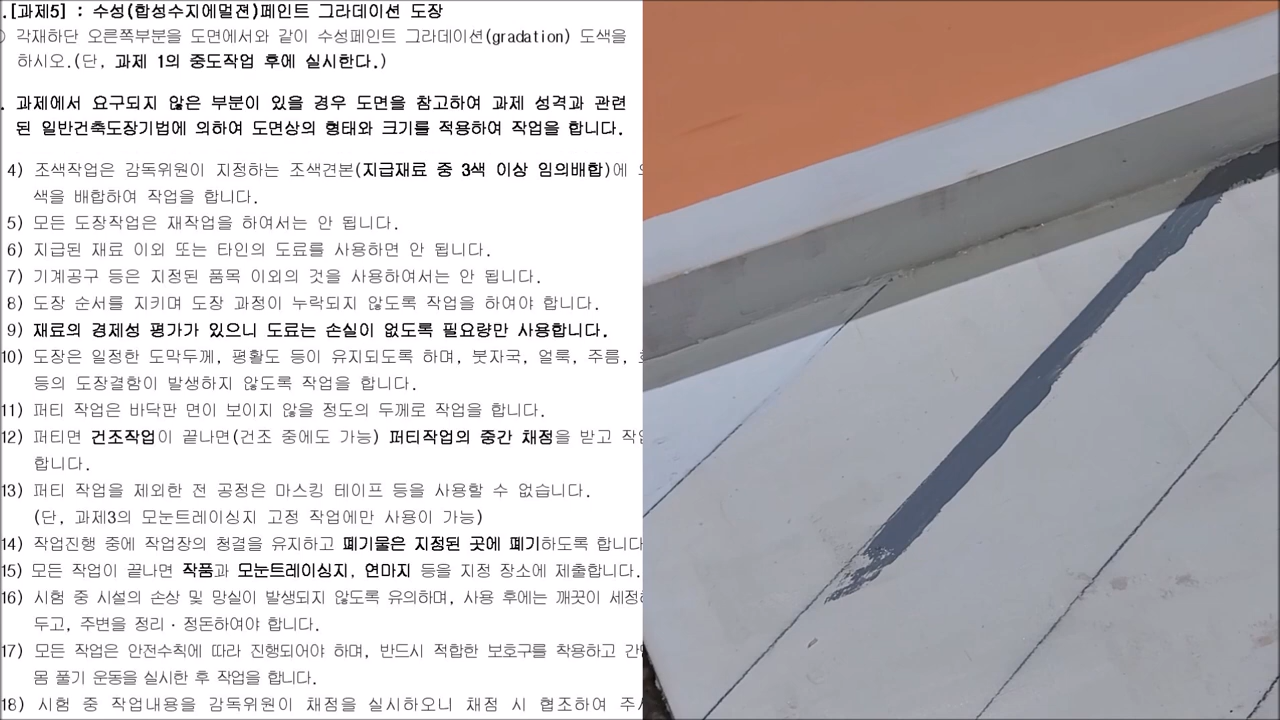 .[과제5] : 수성(합성수지에멀젼)페인트 그라데이션 도장
각재하단 오른쪽부분을 도면에서와 같이 수성페인트 그라데이션(gradation) 도색을
하시오.(단, 과제 1의 중도작업 후에 실시한다.)
. 과제에서 요구되지 않은 부분이 있을 경우 도면을 참고하여 과제 성격과 관련
된 일반건축도장기법에 의하여 도면상의 형태와 크기를 적용하여 작업을 합니다.
4) 조색작업은 감독위원이 지정하는 조색견본(지급재료 중 3색 이상 임의배합)에
색을 배합하여 작업을 합니다.
5) 모든 도장작업은 재작업을 하여서는 안 됩니다.
6) 지급된 재료 이외 또는 타인의 도료를 사용하면 안 됩니다.
7) 기계공구 등은 지정된 품목 이외의 것을 사용하여서는 안 됩니다.
8) 도장 순서를 지키며 도장 과정이 누락되지 않도록 작업을 하여야 합니다.
9) 재료의 경제성 평가가 있으니 도료는 손실이 없도록 필요량만 사용합니다.
10) 도장은 일정한 도막두께, 평활도 등이 유지되도록 하며, 붓자국, 얼룩, 주름,
등의 도장결함이 발생하지 않도록 작업을 합니다.
11) 퍼티 작업은 바닥판 면이 보이지 않을 정도의 두께로 작업을 합니다.
12) 퍼티면 건조작업이 끝나면(건조 중에도 가능) 퍼티작업의 중간 채점을 받고
합니다.
13) 퍼티 작업을 제외한 전 공정은 마스킹 테이프 등을 사용할 수 없습니다.
(단, 과제3의 모눈트레이싱지 고정 작업에만 사용이 가능)
14) 작업진행 중에 작업장의 청결을 유지하고 폐기물은 지정된 곳에 폐기하도록 합니다
15) 모든 작업이 끝나면 작품과 모눈트레이싱지, 연마지 등을 지정 장소에 제출합니다.
16) 시험 중 시설의 손상 및 망실이 발생되지 않도록 유의하며, 사용 후에는 깨끗이
두고, 주변을 정리·정돈하여야 합니다.
17) 모든 작업은 안전수칙에 따라 진행되어야 하며, 반드시 적합한 보호구를 착용하고
몸 풀기 운동을 실시한 후 작업을 합니다.
18) 시험 중 작업내용을 감독위원이 채점을 실시하오니 채점 시 협조하여